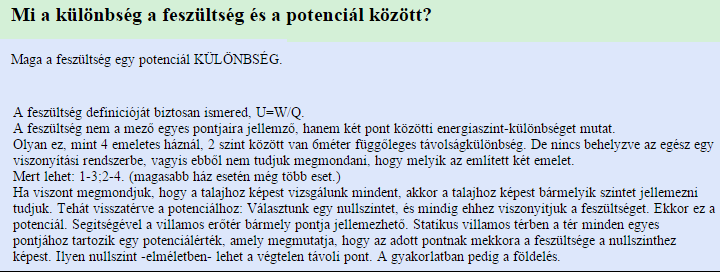 Mi a különbség a feszültség és a potenciál között?
Maga a feszültség egy potenciál KÜLÖNBSÉG.
A feszültség definicióját biztosan ismered, U=W/Q.
A feszültség nem a mező egyes pontjaira jellemző, hanem két pont közötti energiaszint-különbséget mutat.
Olyan ez, mint 4 emeletes háznál, 2 szint között van 6méter függőleges távolságkülönbség. De nincs behelyzve az egész egy
viszonyítási rendszerbe, vagyis ebből nem tudjuk megmondani, hogy melyik az említett két emelet.
Mert lehet: 1-3;2-4. (magasabb ház esetén még több eset.)
Ha viszont megmondjuk, hogy a talajhoz képest vizsgálunk mindent, akkor a talajhoz képest bármelyik szintet jellemezni
tudjuk. Tehát visszatérve a potenciálhoz: Választunk egy nullszintet, és mindig ehhez viszonyitjuk a feszültséget. Ekkor ez a
potenciál. Segitségével a villamos erőtér bármely pontja jellemezhető. Statikus villamos térben a tér minden egyes
pontjához tartozik egy potenciálérték, amely megmutatja, hogy az adott pontnak mekkora a feszültsége a nullszinthez
képest. Ilyen nullszint -elméletben- lehet a végtelen távoli pont. A gyakorlatban pedig a földelés.